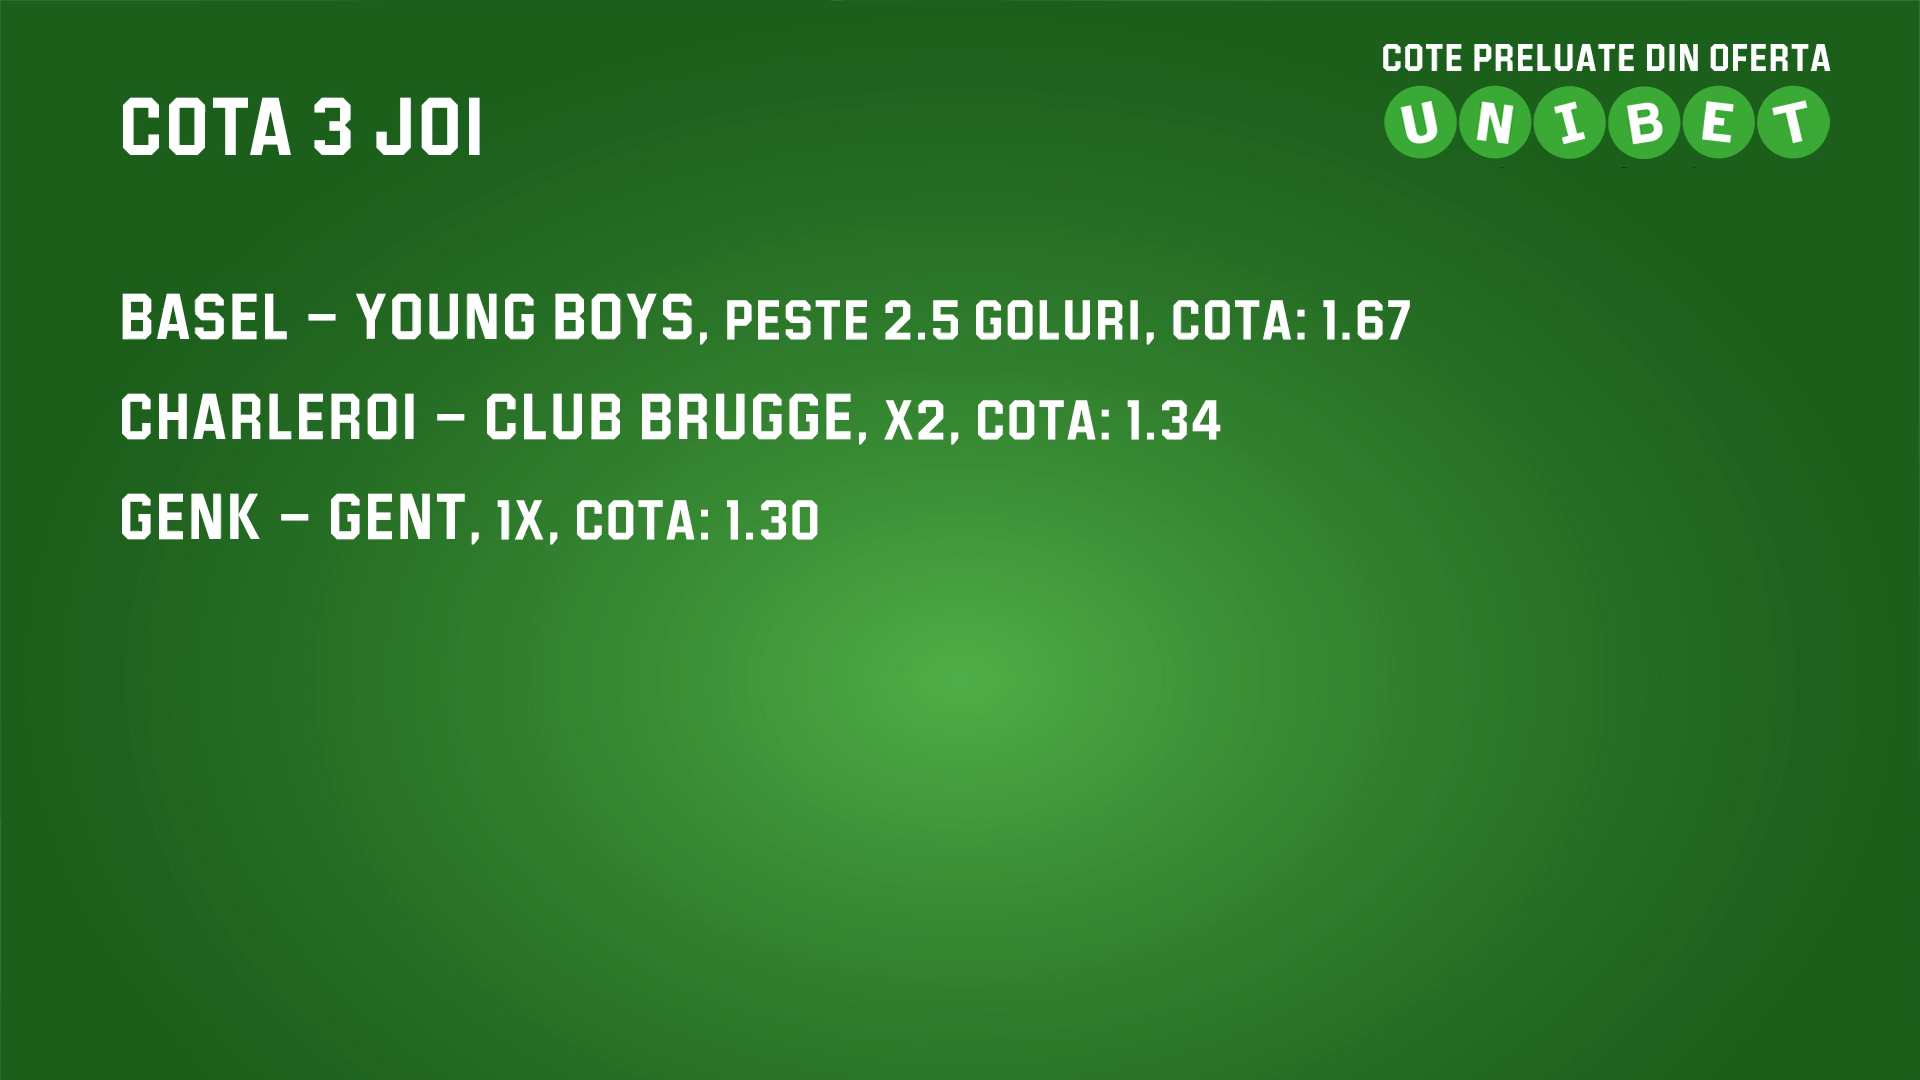 COTE PRELUATE DIN OFERTA
UNIBET
COTA 3 JOI
BASEL – YOUNG BOYS, PESTE 2.5 GOLURI, COTA: 1.67
CHARLEROI – CLUB BRUGGE, X2, COTA: 1.34
GENK – GENT, 1X, COTA: 1.30